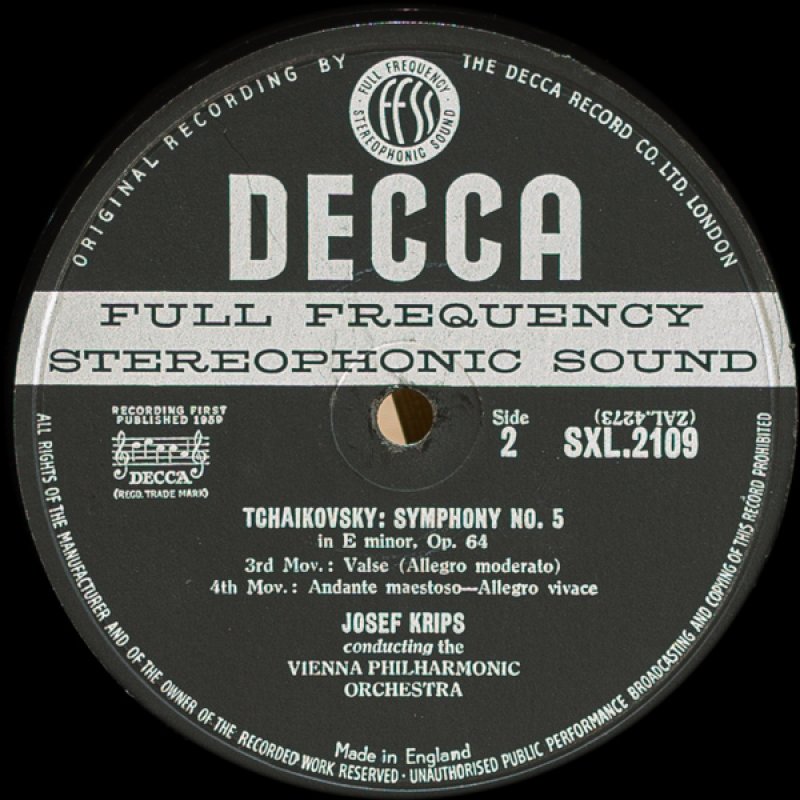 ORIGINAL RECORDING BY THE DECCA RECORD CO. LTD. LONDON
FULL FREQUENCY STEREOPHONIC SOUND
FFSS
DECCA
FULL FREQUENCY
STEREOPHONIC SOUND
RECORDING FIRST
PUBLISHED 1959
DECCA
(REGD. TRADE MARK)
Side
2
(ZAL.4273)
SXL.2109
TCHAIKOVSKY: SYMPHONY NO. 5
in E minor, Op. 64
3rd Mov.: Valse (Allegro moderato)
4th Mov.: Andante maestoso—Allegro vivace
JOSEF KRIPS
conducting the
VIENNA PHILHARMONIC
ORCHESTRA
Made in England
ALL RIGHTS OF THE MANUFACTURER AND OF THE OWNER OF THE RECORDED WORK RESERVED · UNAUTHORISED PUBLIC PERFORMANCE BROADCASTING AND COPYING OF THIS RECORD PROHIBITED